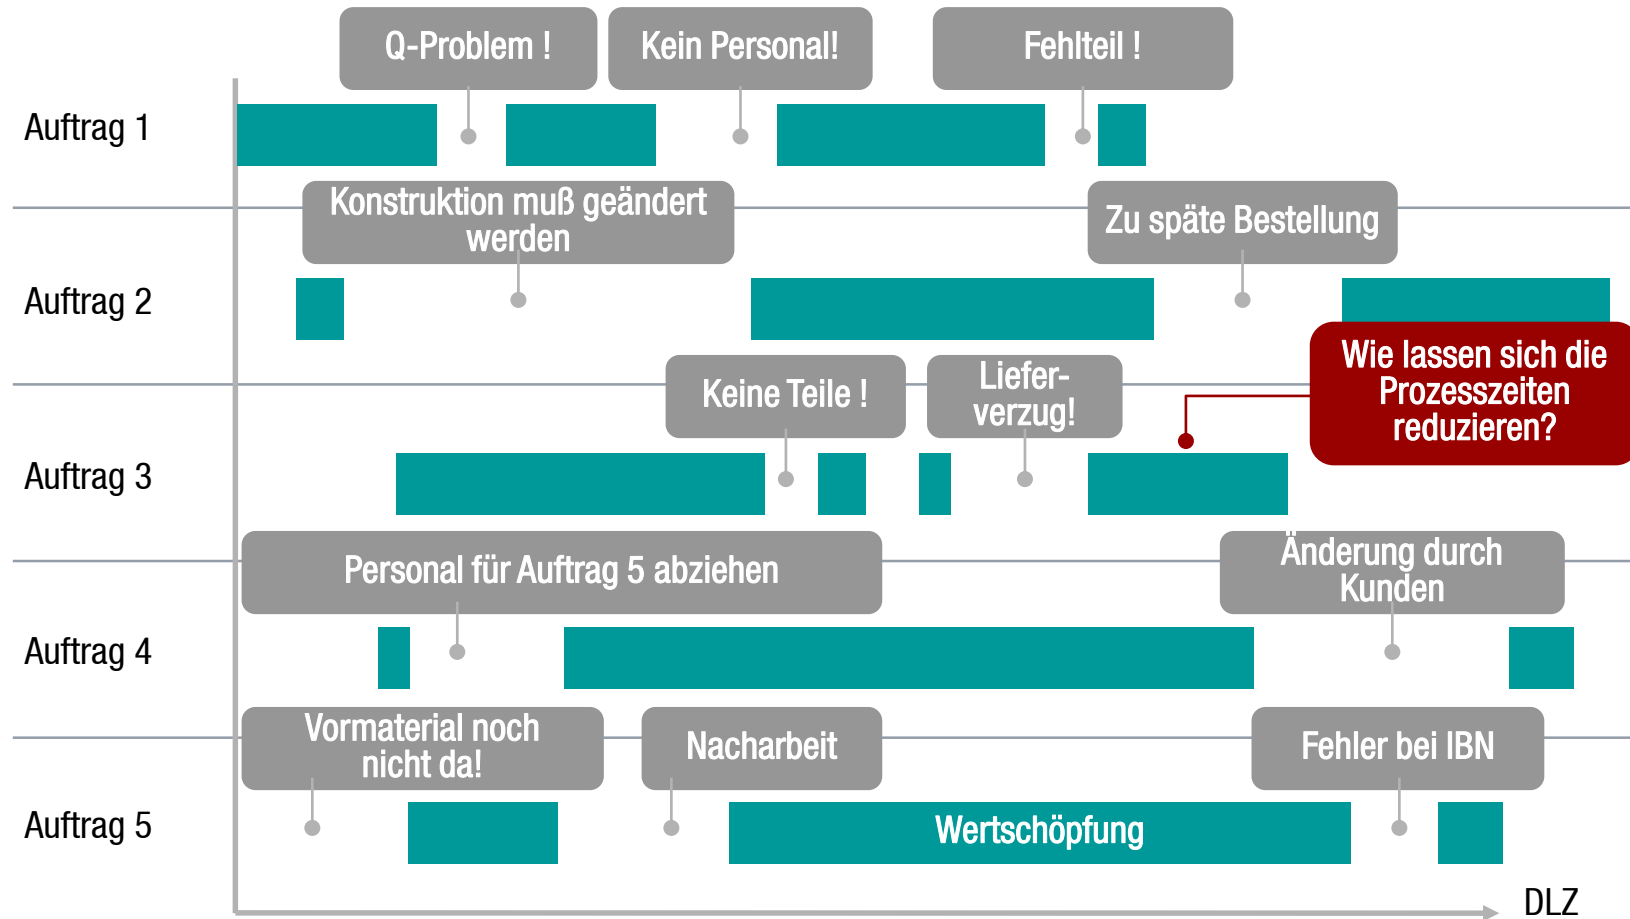 Q-Problem !
Kein Personal!
Fehlteil !
Auftrag 1
Konstruktion muß geändert
werden
Zu späte Bestellung
Auftrag 2
Wie lassen sich die
Prozesszeiten
reduzieren?
Keine Teile !
Liefer-
verzug!
Auftrag 3
Personal für Auftrag 5 abziehen
Änderung durch
Kunden
Auftrag 4
Vormaterial noch
nicht da!
Nacharbeit
Fehler bei IBN
Auftrag 5
Wertschöpfung
DLZ